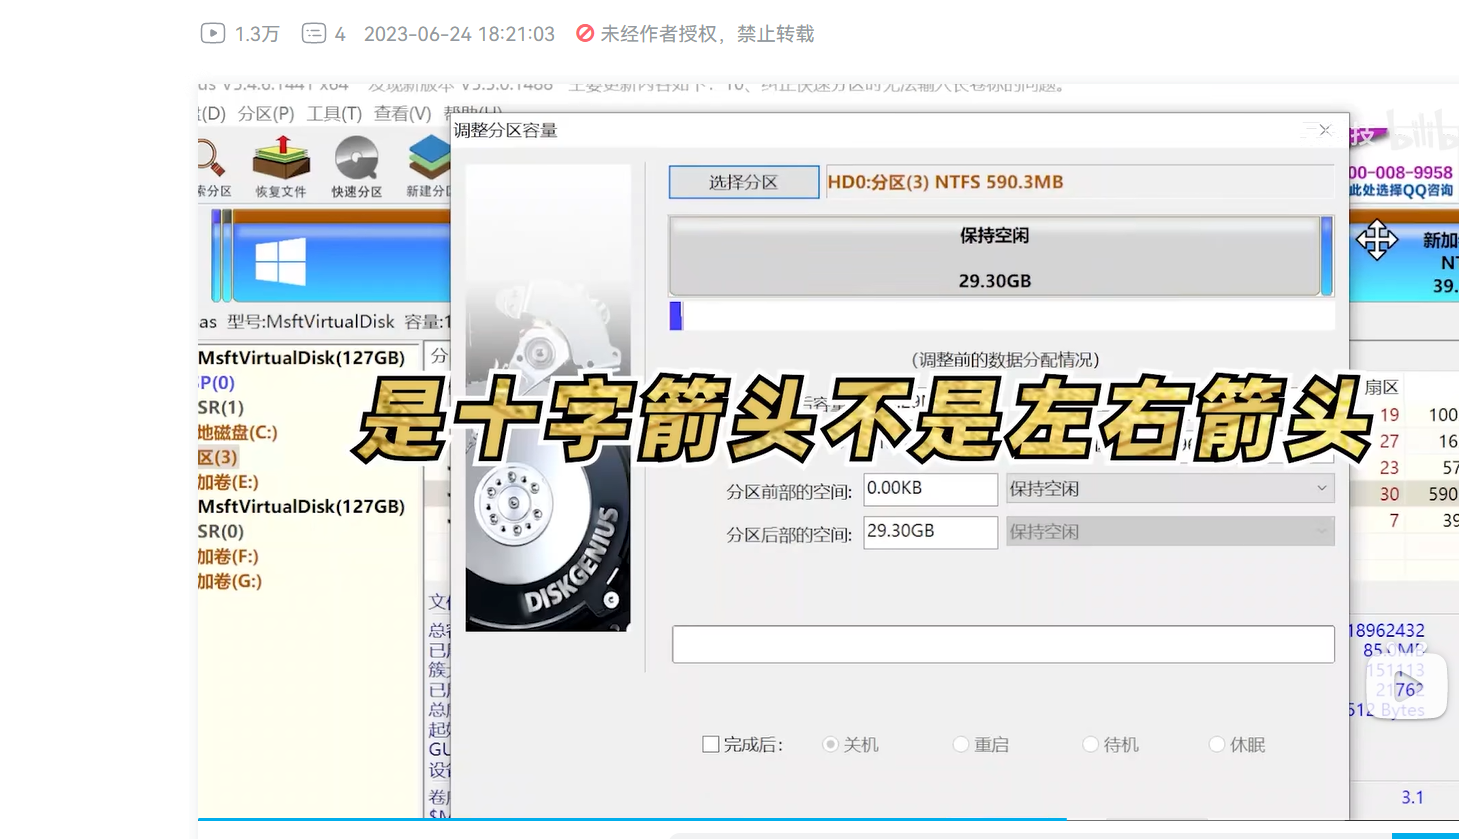 1.3万 4 2023-06-24 18:21:03 未经作者授权，禁止转载
(D) 分区(P) 工具(T) 查看(V) 帮助(H)
调整分区容量
索分区 恢复文件 快速分区 新建分区
技 bilib
00-008-9958
此处选择QQ咨询
选择分区 HD0:分区(3) NTFS 590.3MB
保持空闲
29.30GB
新加
NT
39.
as 型号:MsftVirtualDisk 容量:1
(调整前的数据分配情况)
MsftVirtualDisk(127GB)
SP(0)
SR(1)
地磁盘(C:)
区(3)
加卷(E:)
MsftVirtualDisk(127GB)
SR(0)
加卷(F:)
加卷(G:)
是十字箭头不是左右箭头
扇区
19 100
27 16
23 57
30 590
7 39
分区前部的空间: 0.00KB 保持空闲
分区后部的空间: 29.30GB 保持空闲
DISKGENIUS
18962432
85.0MB
151113
21762
512 Bytes
完成后: 关机 重启 待机 休眠
3.1